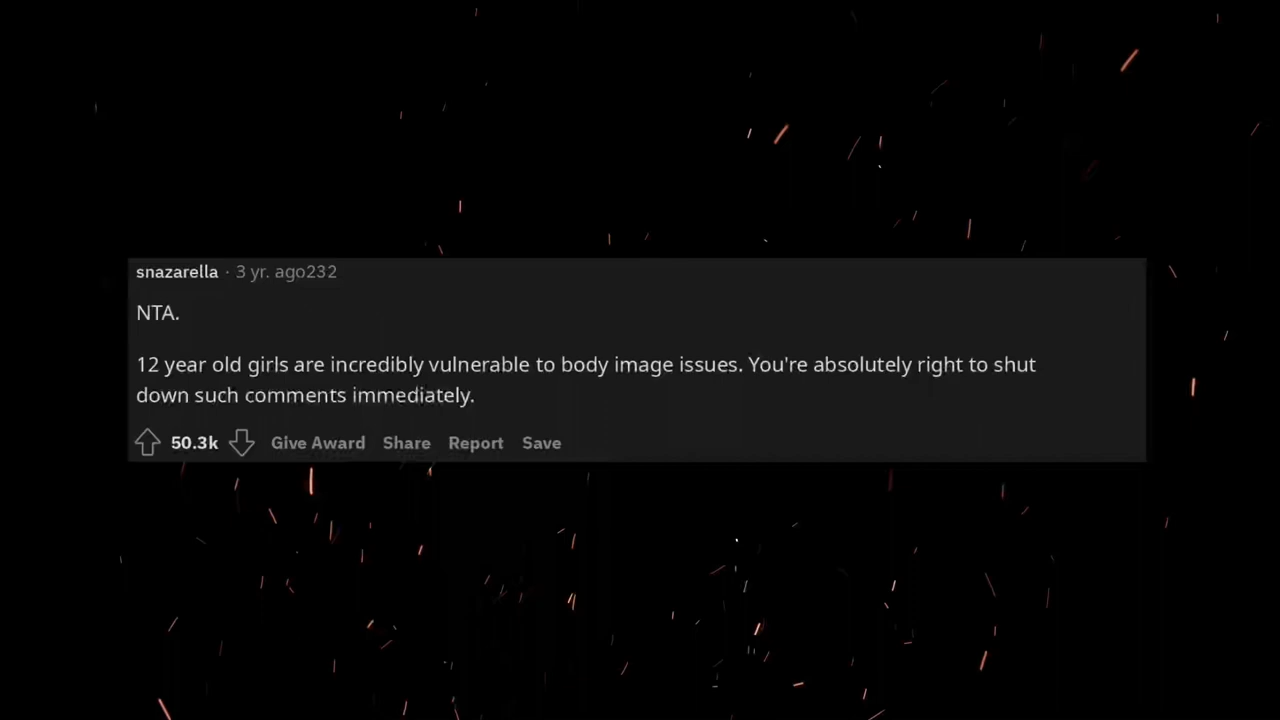 snazarella · 3 yr. ago232
NTA.
12 year old girls are incredibly vulnerable to body image issues. You're absolutely right to shut
down such comments immediately.
50.3k Give Award Share Report Save